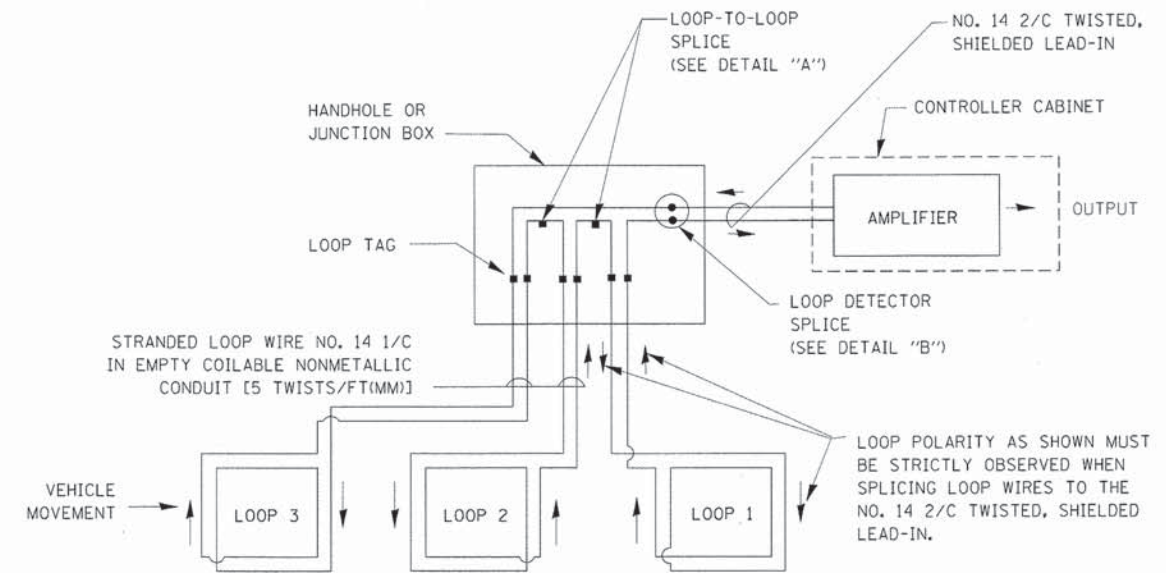 LOOP-TO-LOOP
SPLICE
(SEE DETAIL "A")
NO. 14 2/C TWISTED,
SHIELDED LEAD-IN
HANDHOLE OR
JUNCTION BOX
CONTROLLER CABINET
AMPLIFIER
OUTPUT
LOOP TAG
LOOP DETECTOR
SPLICE
(SEE DETAIL "B")
STRANDED LOOP WIRE NO. 14 1/C
IN EMPTY COILABLE NONMETALLIC
CONDUIT [5 TWISTS/FT(MM)]
LOOP POLARITY AS SHOWN MUST
BE STRICTLY OBSERVED WHEN
SPLICING LOOP WIRES TO THE
NO. 14 2/C TWISTED, SHIELDED
LEAD-IN.
VEHICLE
MOVEMENT
LOOP 3
LOOP 2
LOOP 1